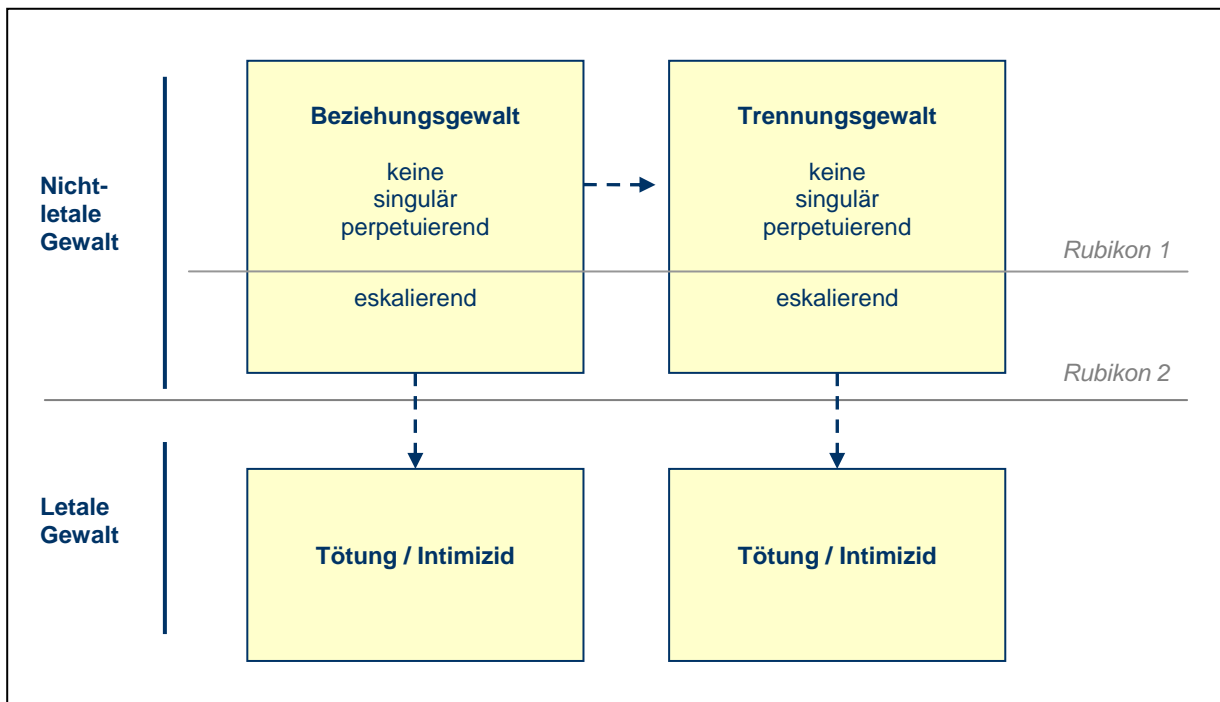 Beziehungsgewalt
Trennungsgewalt
Nicht-
letale
Gewalt
keine
singulär
perpetuierend
keine
singulär
perpetuierend
Rubikon 1
eskalierend
eskalierend
Rubikon 2
Letale
Gewalt
Tötung / Intimizid
Tötung / Intimizid